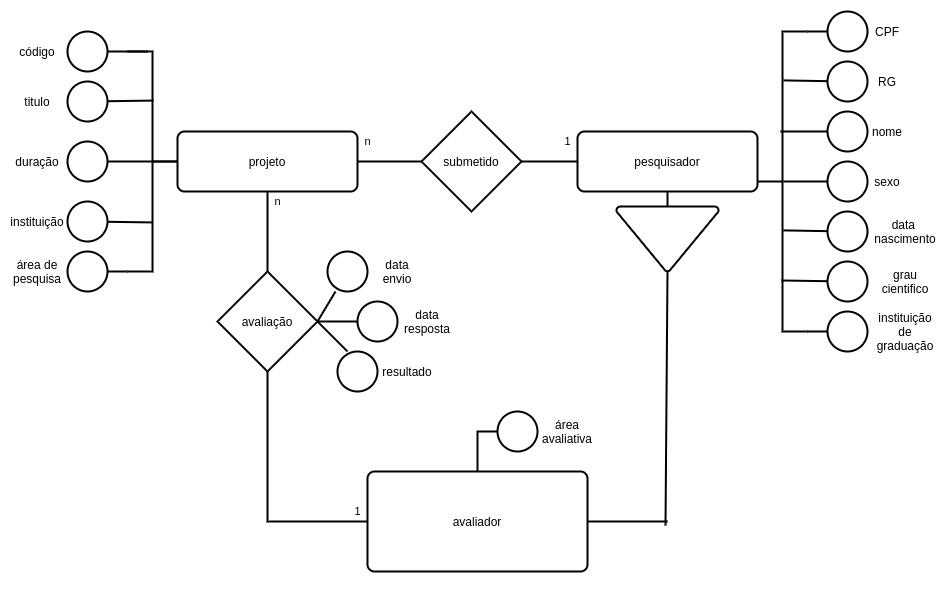 código
titulo
duração
instituição
área de
pesquisa
projeto
n
submetido
1
pesquisador
CPF
RG
nome
sexo
data
nascimento
grau
cientifico
instituição
de
graduação
n
avaliação
data
envio
data
resposta
resultado
área
avaliativa
1
avaliador